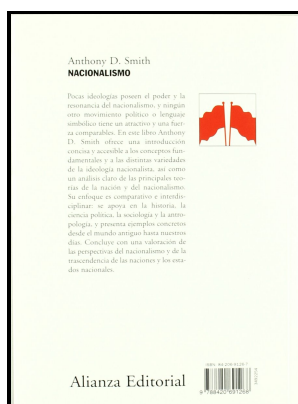 Anthony D. Smith
NACIONALISMO
Pocas ideologías poseen el poder y la
resonancia del nacionalismo, y ningún
otro movimiento político o lenguaje
simbólico tiene un atractivo y una fuer-
za comparables. En este libro Anthony
D. Smith ofrece una introducción
concisa y accesible a los conceptos fun-
damentales y a las distintas variedades
de la ideología nacionalista, así como
un análisis claro de las principales teo-
rías de la nación y del nacionalismo.
Su enfoque es comparativo e interdis-
ciplinar: se apoya en la historia, la
ciencia política, la sociología y la antro-
pología, y presenta ejemplos concretos
desde el mundo antiguo hasta nuestros
días. Concluye con una valoración de
las perspectivas del nacionalismo y de la
trascendencia de las naciones y los esta-
dos nacionales.
Alianza Editorial
9788420691268